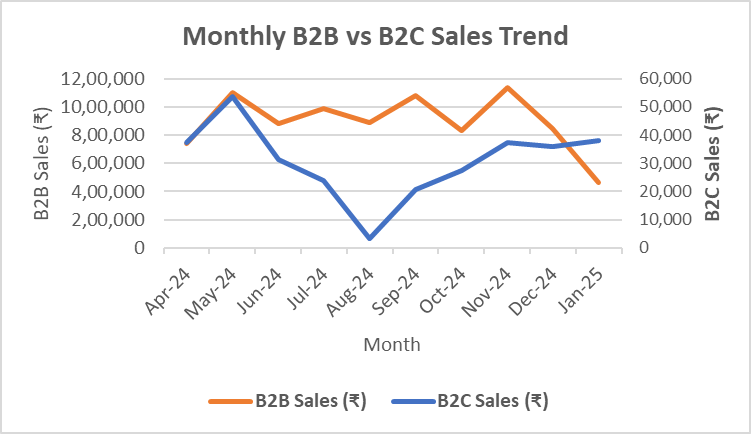 Monthly B2B vs B2C Sales Trend
B2B Sales (₹)
12,00,000
10,00,000
8,00,000
6,00,000
4,00,000
2,00,000
0
60,000
50,000
40,000
30,000
20,000
10,000
0
B2C Sales (₹)
Apr-24
May-24
Jun-24
Jul-24
Aug-24
Sep-24
Oct-24
Nov-24
Dec-24
Jan-25
Month
B2B Sales (₹)
B2C Sales (₹)